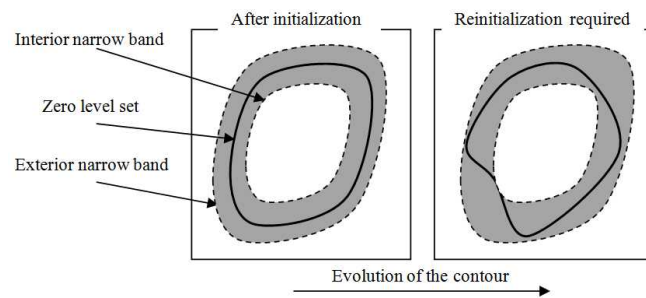 After initialization
Reinitialization required
Interior narrow band
Zero level set
Exterior narrow band
Evolution of the contour